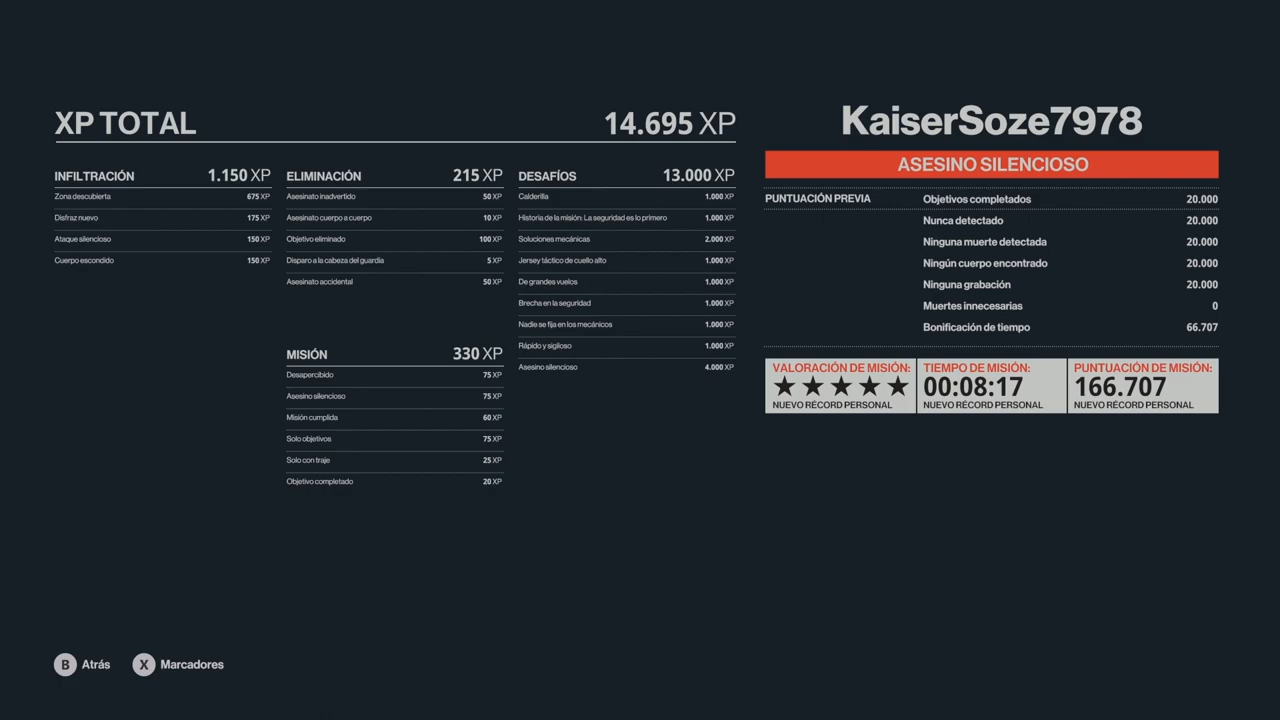 XP TOTAL 14.695 XP
INFILTRACIÓN 1.150 XP
Zona descubierta 675 XP
Disfraz nuevo 175 XP
Ataque silencioso 150 XP
Cuerpo escondido 150 XP
ELIMINACIÓN 215 XP
Asesinato inadvertido 50 XP
Asesinato cuerpo a cuerpo 10 XP
Objetivo eliminado 100 XP
Disparo a la cabeza del guardia 5 XP
Asesinato accidental 50 XP
MISIÓN 330 XP
Desapercibido 75 XP
Asesino silencioso 75 XP
Misión cumplida 60 XP
Solo objetivos 75 XP
Solo con traje 25 XP
Objetivo completado 20 XP
DESAFÍOS 13.000 XP
Calderilla 1.000 XP
Historia de la misión: La seguridad es lo primero 1.000 XP
Soluciones mecánicas 2.000 XP
Jersey táctico de cuello alto 1.000 XP
De grandes vuelos 1.000 XP
Brecha en la seguridad 1.000 XP
Nadie se fija en los mecánicos 1.000 XP
Rápido y sigiloso 1.000 XP
Asesino silencioso 4.000 XP
KaiserSoze7978
ASESINO SILENCIOSO
PUNTUACIÓN PREVIA Objetivos completados 20.000
Nunca detectado 20.000
Ninguna muerte detectada 20.000
Ningún cuerpo encontrado 20.000
Ninguna grabación 20.000
Muertes innecesarias 0
Bonificación de tiempo 66.707
VALORACIÓN DE MISIÓN:
★★★★★
NUEVO RÉCORD PERSONAL
TIEMPO DE MISIÓN:
00:08:17
NUEVO RÉCORD PERSONAL
PUNTUACIÓN DE MISIÓN:
166.707
NUEVO RÉCORD PERSONAL
B Atrás X Marcadores